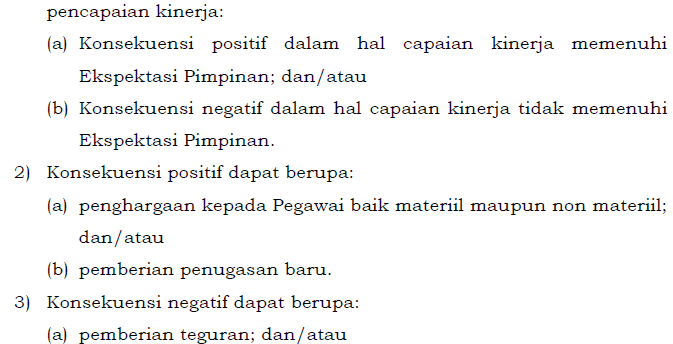 pencapaian kinerja:
(a) Konsekuensi positif dalam hal capaian kinerja memenuhi
Ekspektasi Pimpinan; dan/atau
(b) Konsekuensi negatif dalam hal capaian kinerja tidak memenuhi
Ekspektasi Pimpinan.
2) Konsekuensi positif dapat berupa:
(a) penghargaan kepada Pegawai baik materiil maupun non materiil;
dan/atau
(b) pemberian penugasan baru.
3) Konsekuensi negatif dapat berupa:
(a) pemberian teguran; dan/atau